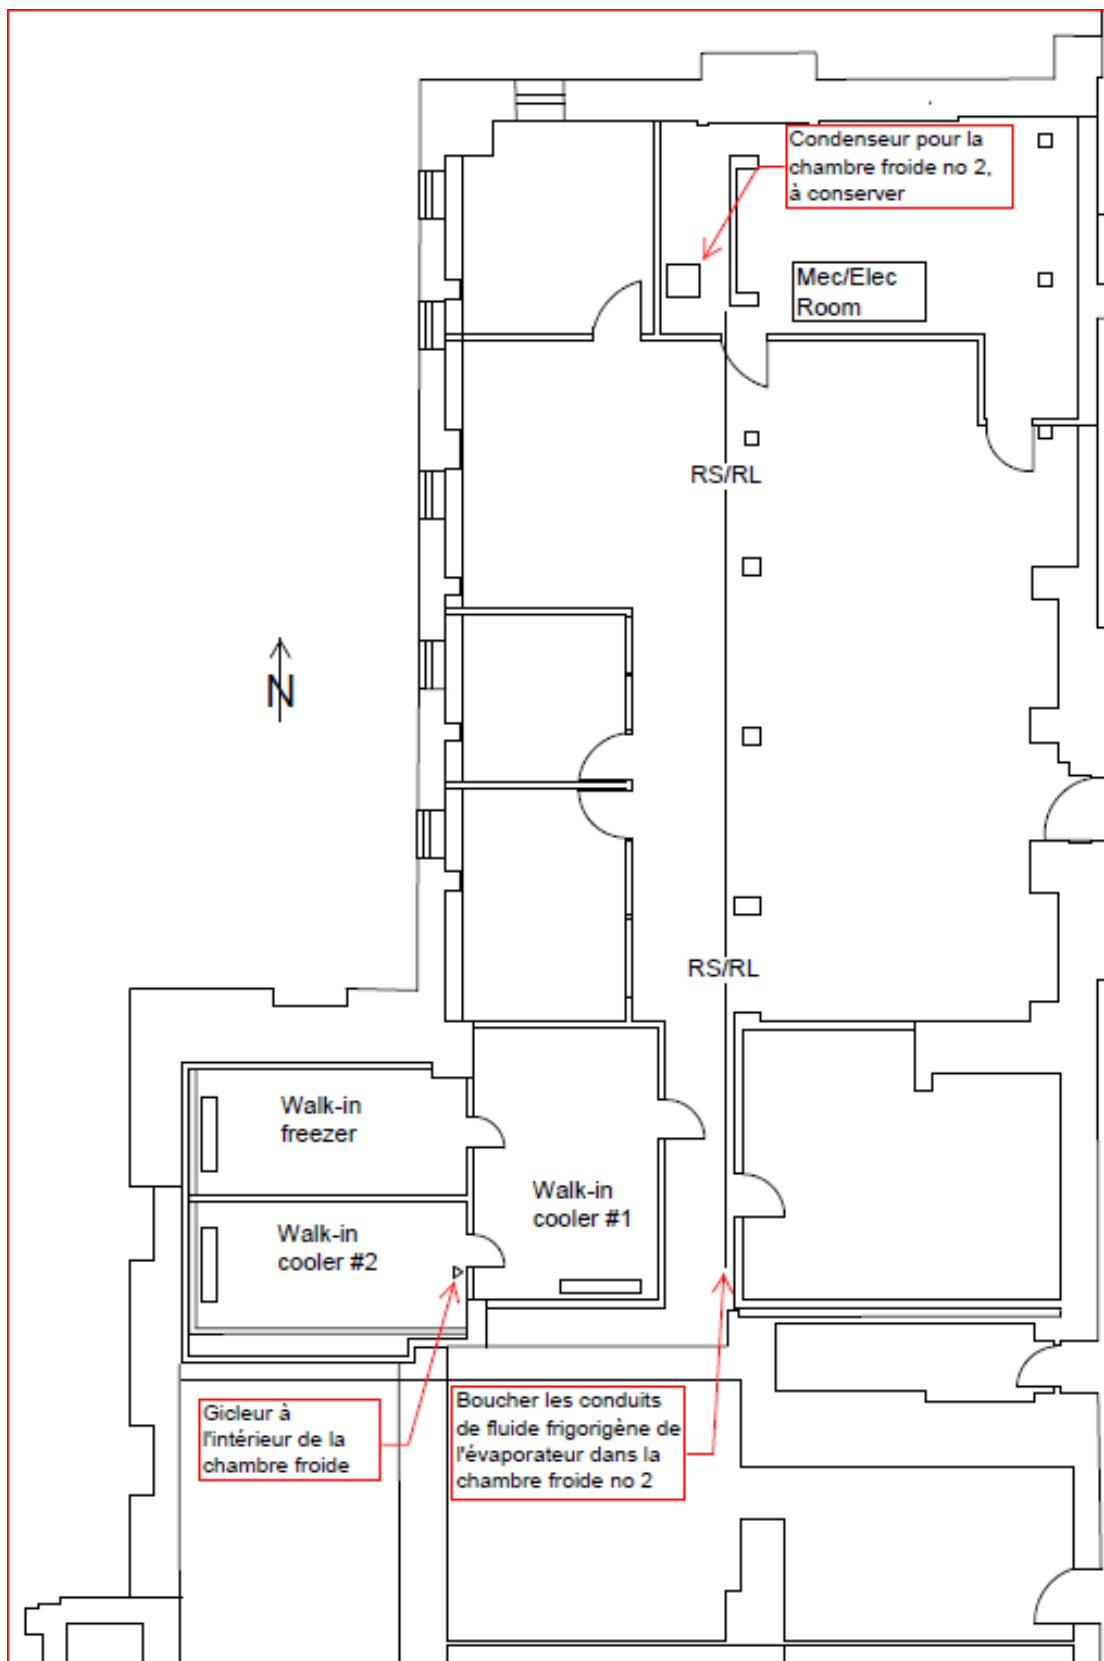 Condenseur pour la
chambre froide no 2,
à conserver
Mec/Elec
Room
RS/RL
N
RS/RL
Walk-in
freezer
Walk-in
cooler #1
Walk-in
cooler #2
Gicleur à
l'intérieur de la
chambre froide
Boucher les conduits
de fluide frigorigène de
l'évaporateur dans la
chambre froide no 2